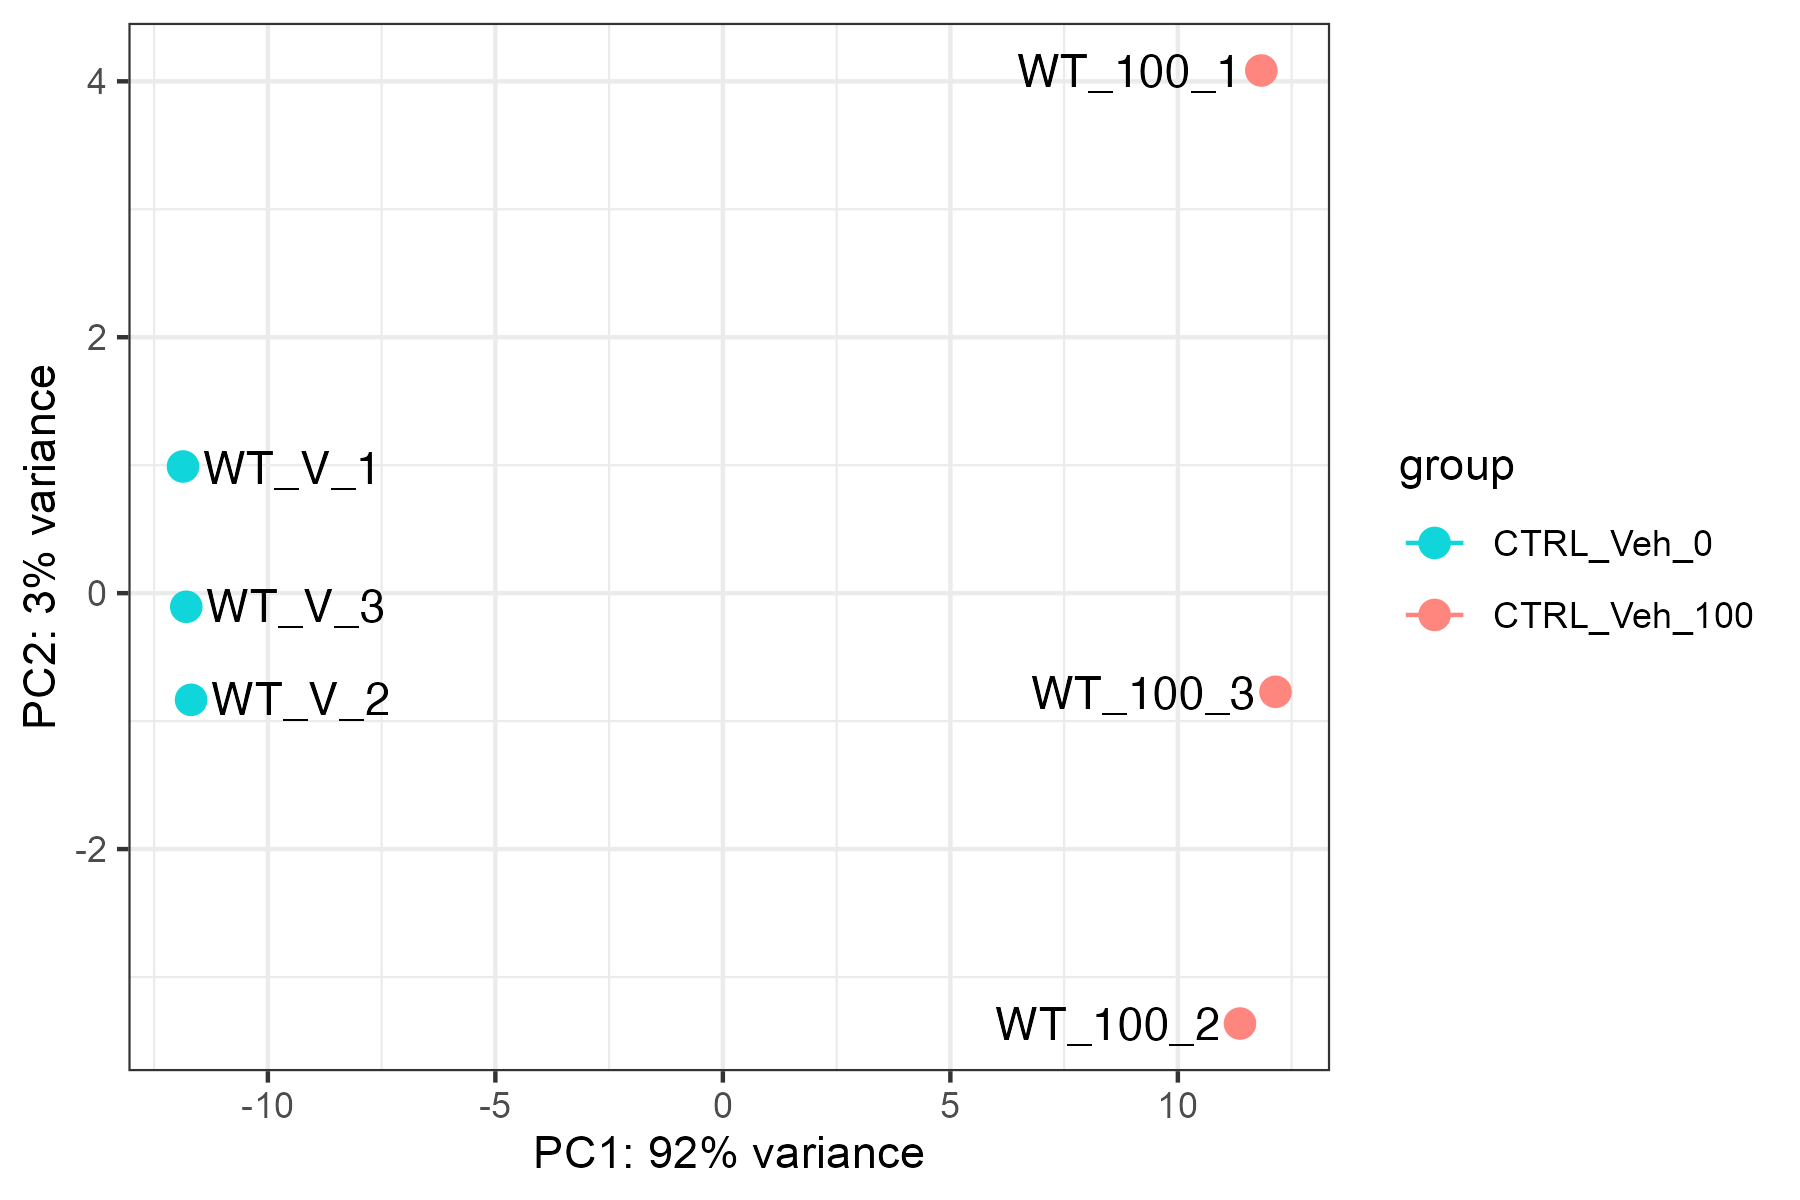 4
2
0
-2
PC2: 3% variance
WT_100_1
WT_V_1
WT_V_3
WT_V_2
WT_100_3
WT_100_2
-10
-5
0
5
10
PC1: 92% variance
group
CTRL_Veh_0
CTRL_Veh_100